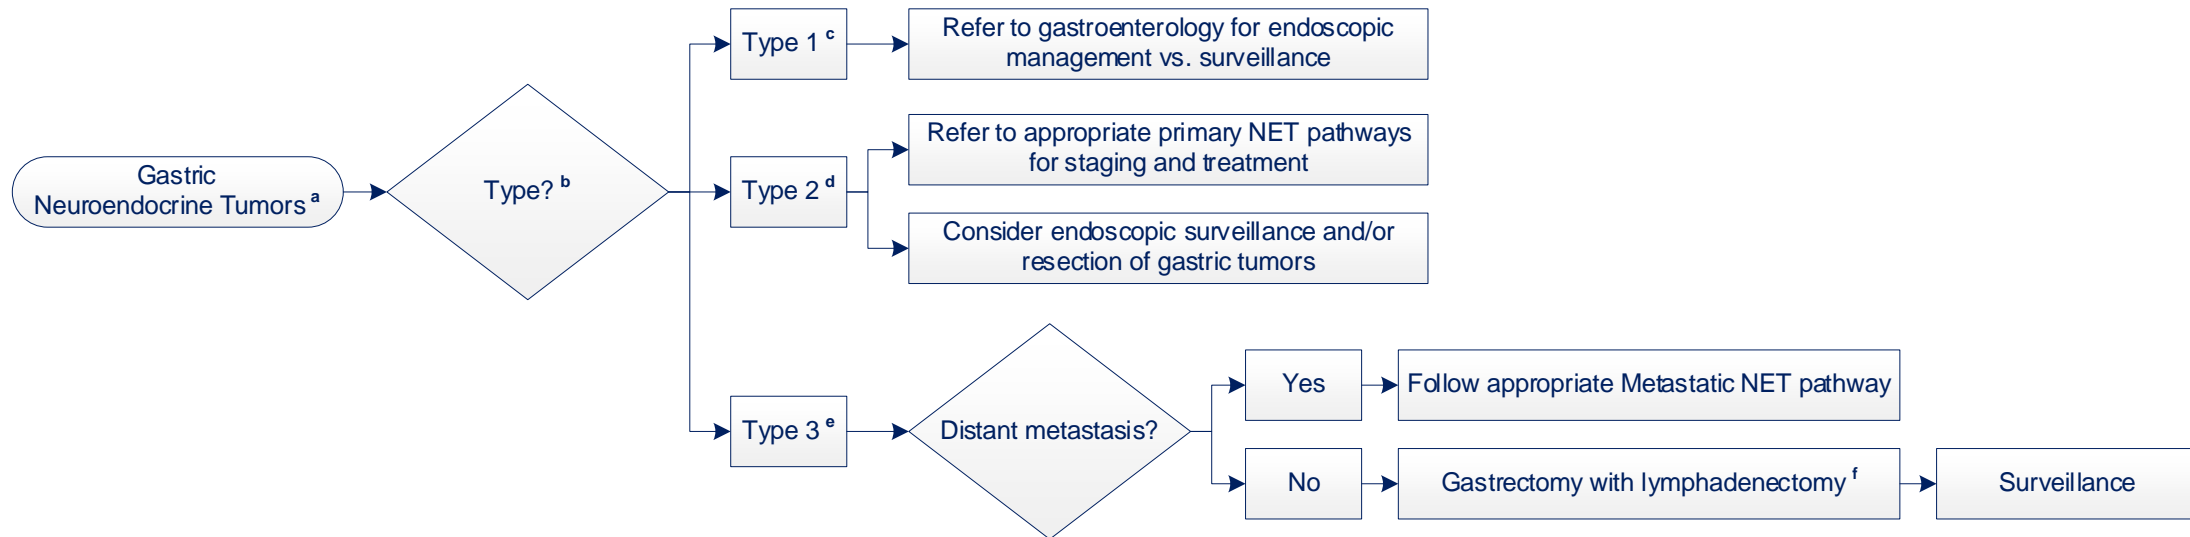 Gastric
Neuroendocrine Tumors a
Type? b
Type 1 c
Refer to gastroenterology for endoscopic
management vs. surveillance
Type 2 d
Refer to appropriate primary NET pathways
for staging and treatment
Consider endoscopic surveillance and/or
resection of gastric tumors
Type 3 e
Distant metastasis?
Yes
Follow appropriate Metastatic NET pathway
No
Gastrectomy with lymphadenectomy f
Surveillance